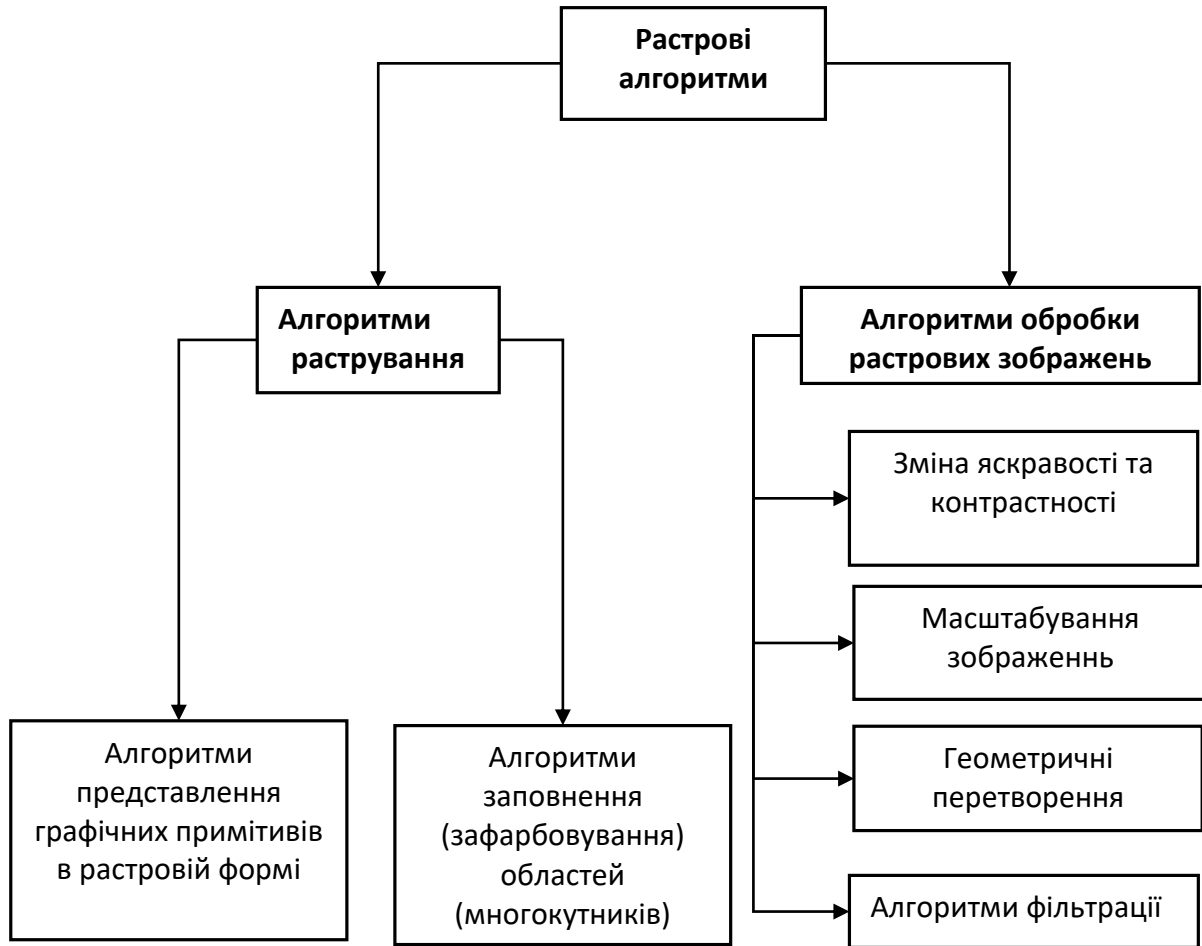 Растрові
алгоритми
Алгоритми
растрування
Алгоритми обробки
растрових зображень
Зміна яскравості та
контрастності
Масштабування
зображеннь
Геометричні
перетворення
Алгоритми фільтрації
Алгоритми
представлення
графічних примітивів
в растровій формі
Алгоритми
заповнення
(зафарбовування)
областей
(многокутників)